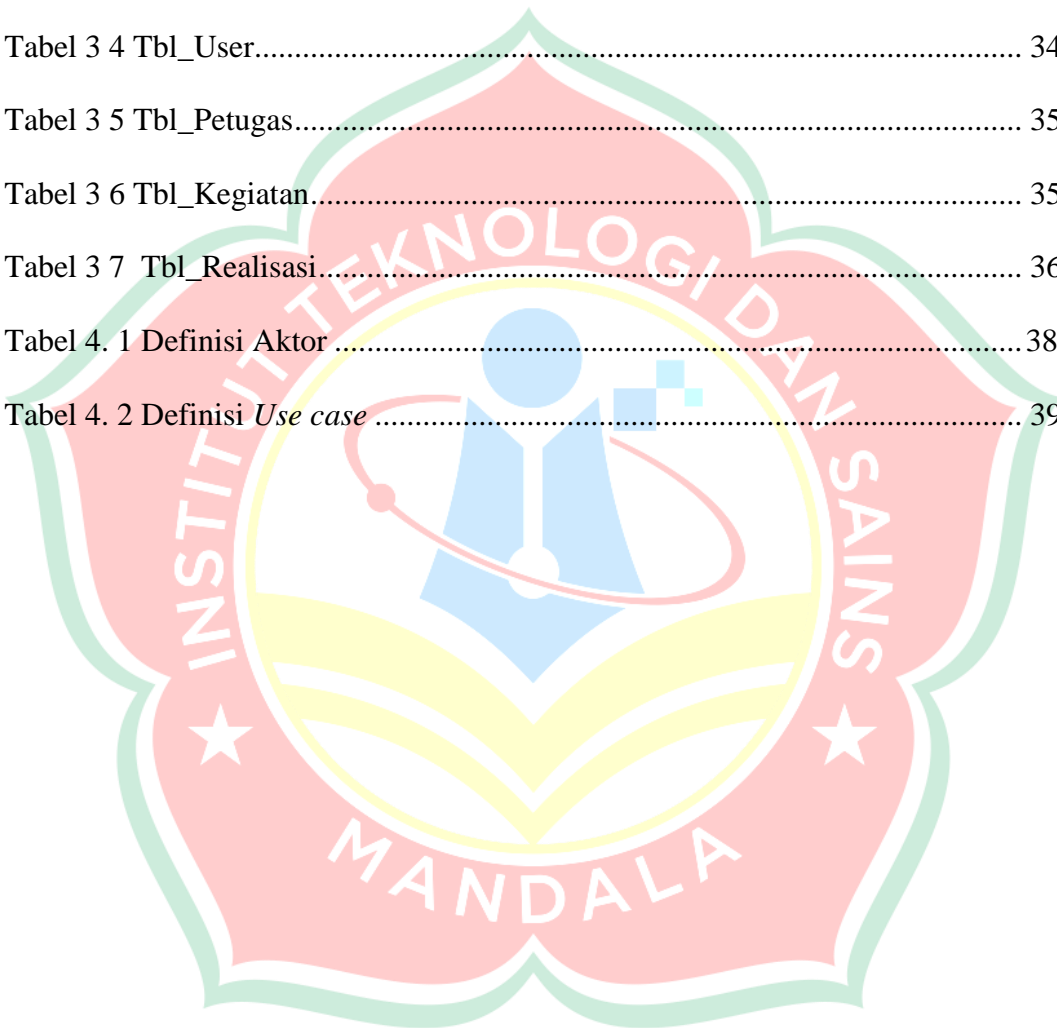 Tabel 3 4 Tbl_User................................................................ 34
Tabel 3 5 Tbl_Petugas............................................................ 35
Tabel 3 6 Tbl_Kegiatan.......................................................... 35
Tabel 3 7  Tbl_Realisasi......................................................... 36
Tabel 4. 1 Definisi Aktor ....................................................... 38
Tabel 4. 2 Definisi Use case .................................................. 39
INSTITUT TEKNOLOGI DAN SAINS
MANDALA